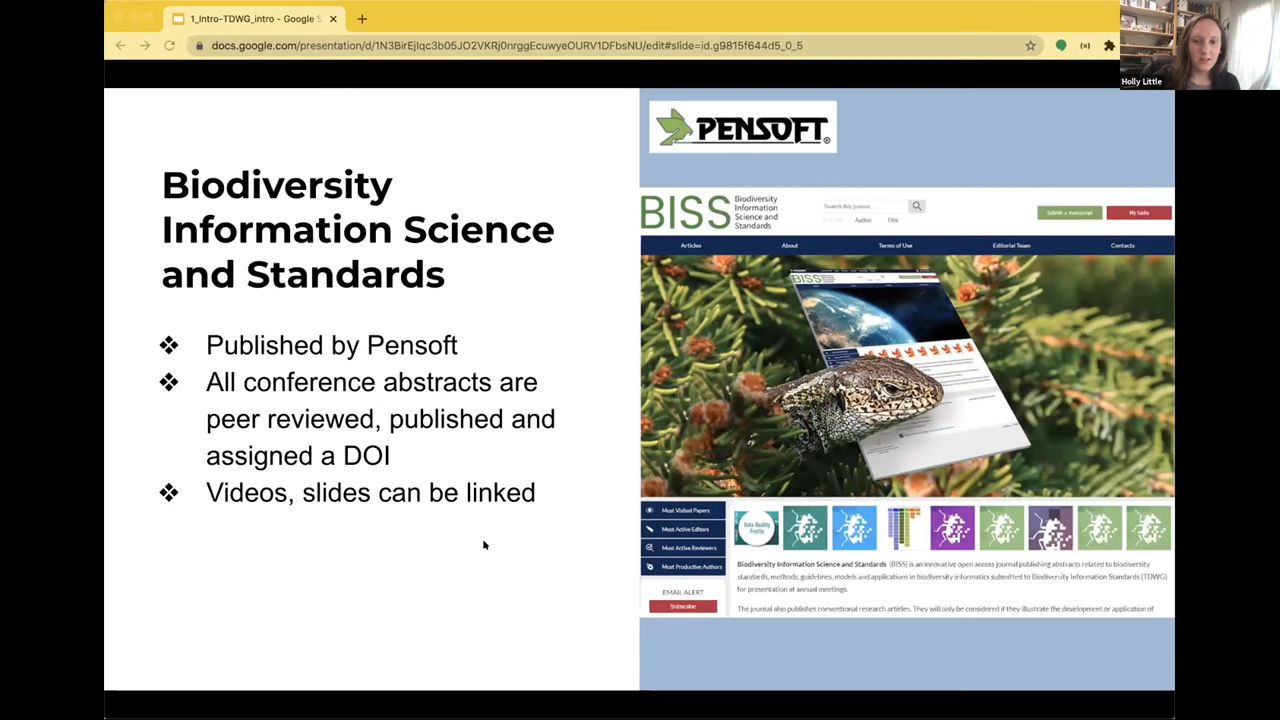 1_Intro-TDWG_intro - Google S
docs.google.com/presentation/d/1N3BirEjIqc3b05JO2VKRj0nrggEcuwyeOURV1DFbsNU/edit#slide=id.g9815f644d5_0_5
Holly Little
Biodiversity
Information Science
and Standards
❖ Published by Pensoft
❖ All conference abstracts are
peer reviewed, published and
assigned a DOI
❖ Videos, slides can be linked
PENSOFT
BISS
Biodiversity
Information
Science and
Standards
Search this journal...
Full Text Author Title
Submit a manuscript
My tasks
Articles About Terms of Use Editorial Team Contacts
BISS
Most Visited Papers
Most Active Editors
Most Active Reviewers
Most Productive Authors
EMAIL ALERT
Subscribe
Data Quality
Profile
Biodiversity Information Science and Standards (BISS) is an innovative open access journal publishing abstracts related to biodiversity
standards, methods, guidelines, models and applications in biodiversity informatics submitted to Biodiversity Information Standards (TDWG)
for presentation at annual meetings.
The journal also publishes conventional research articles. They will only be considered if they illustrate the development or application of